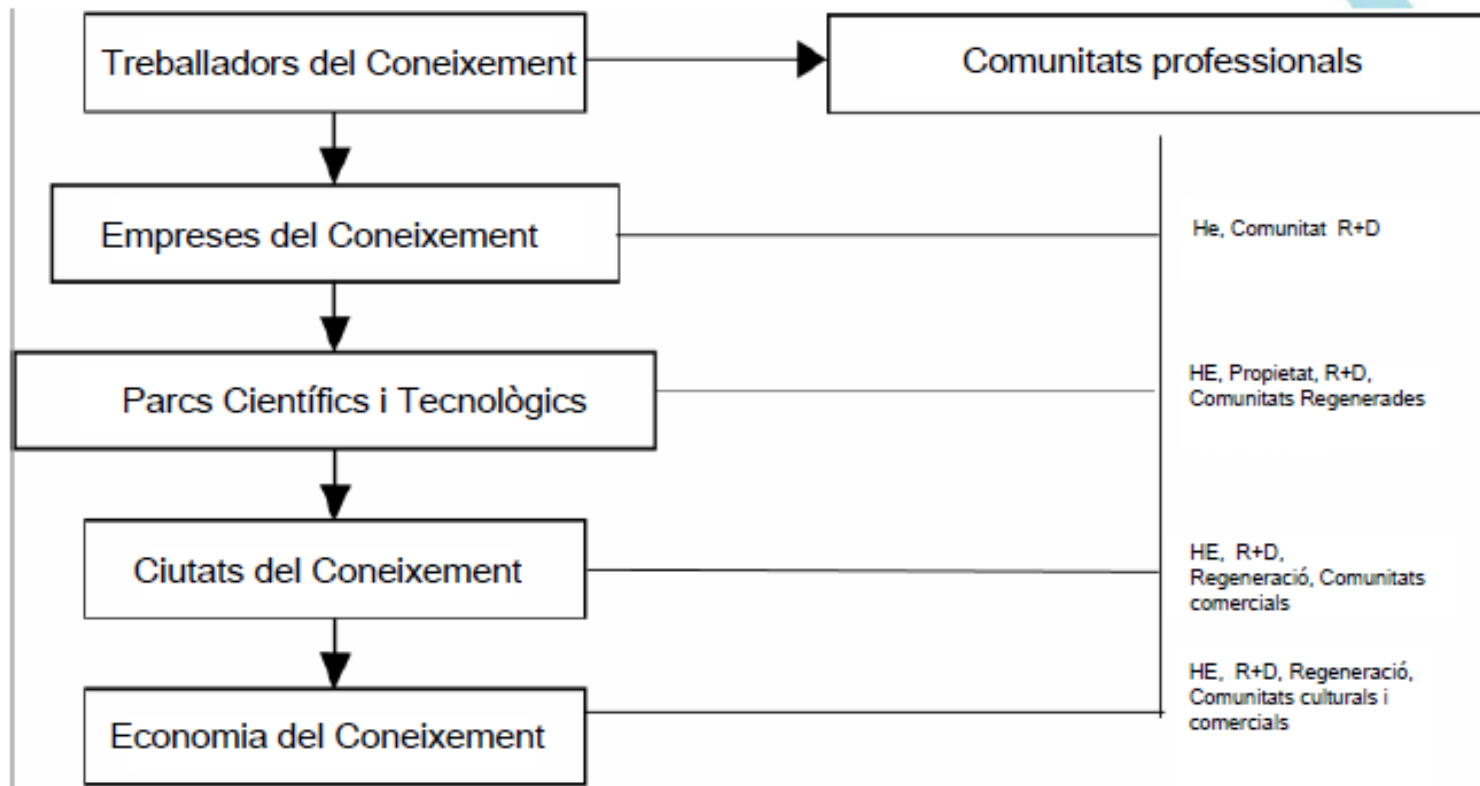 Treballadors del Coneixement
Comunitats professionals
Empreses del Coneixement
He, Comunitat R+D
Parcs Científics i Tecnològics
HE, Propietat, R+D,
Comunitats Regenerades
Ciutats del Coneixement
HE, R+D,
Regeneració, Comunitats
comercials
Economia del Coneixement
HE, R+D, Regeneració,
Comunitats culturals i
comercials